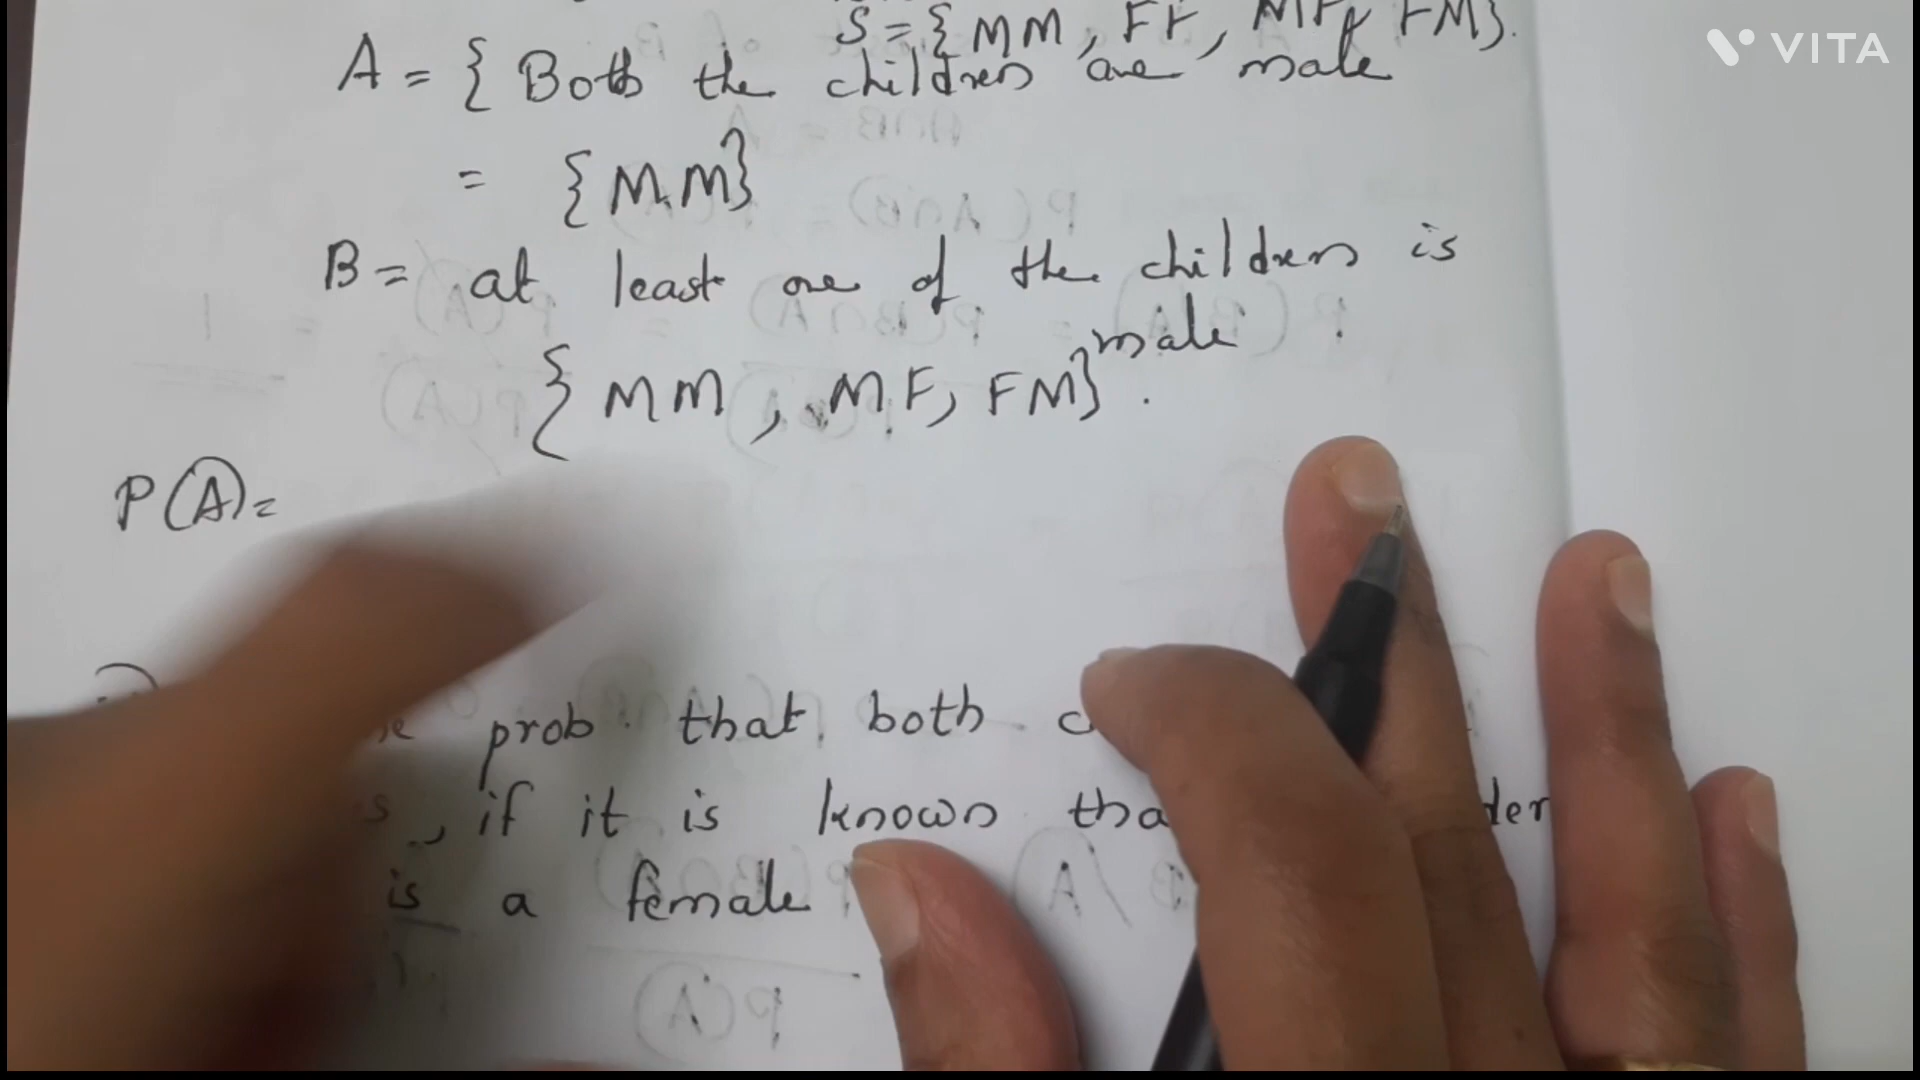 S = {MM, FF, MF, FM}.
VITA
A = { Both the children are male
= {MM}
B = at least one of the children is
male
{ MM, MF, FM} .
P(A) =
prob. that both
if it is known tha
is a female
P(A)